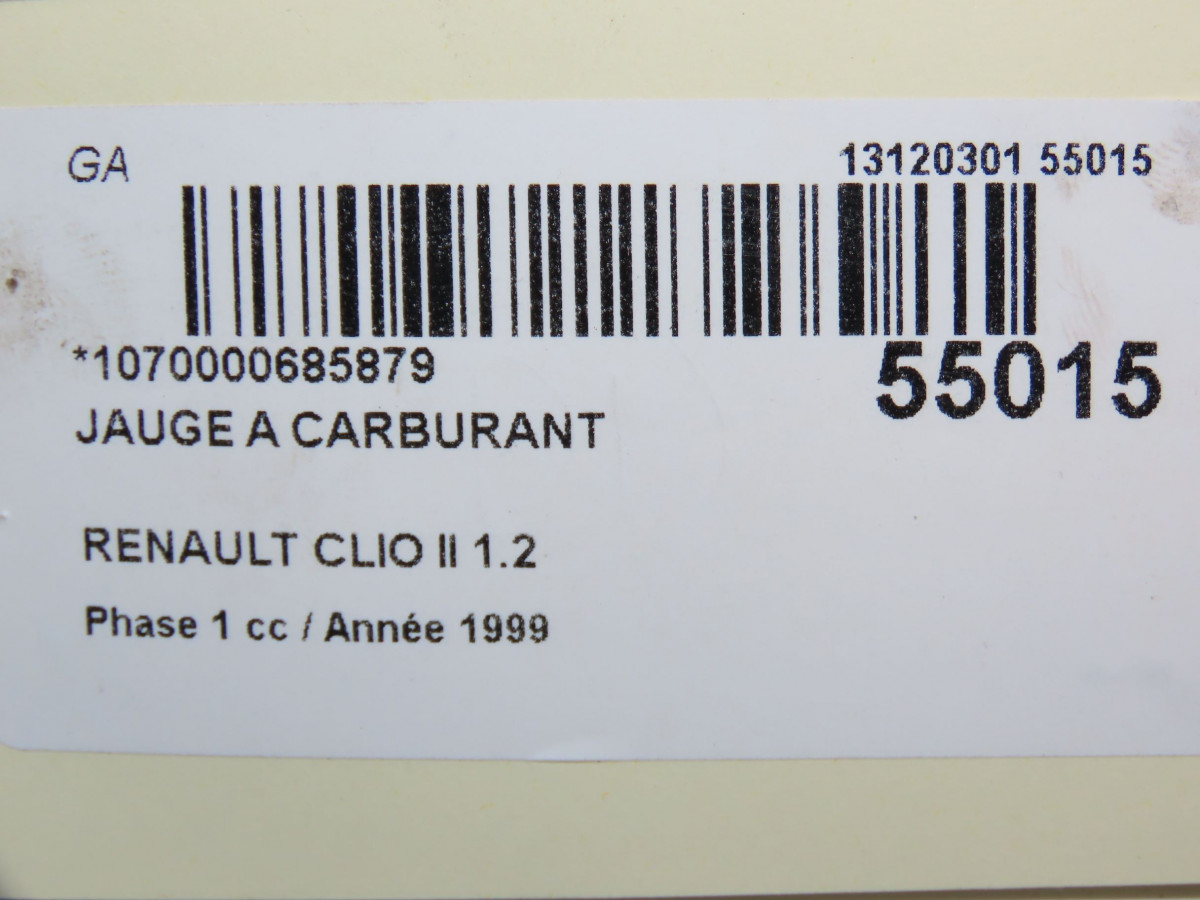 GA
13120301 55015
*1070000685879
55015
JAUGE A CARBURANT
RENAULT CLIO II 1.2
Phase 1 cc / Année 1999